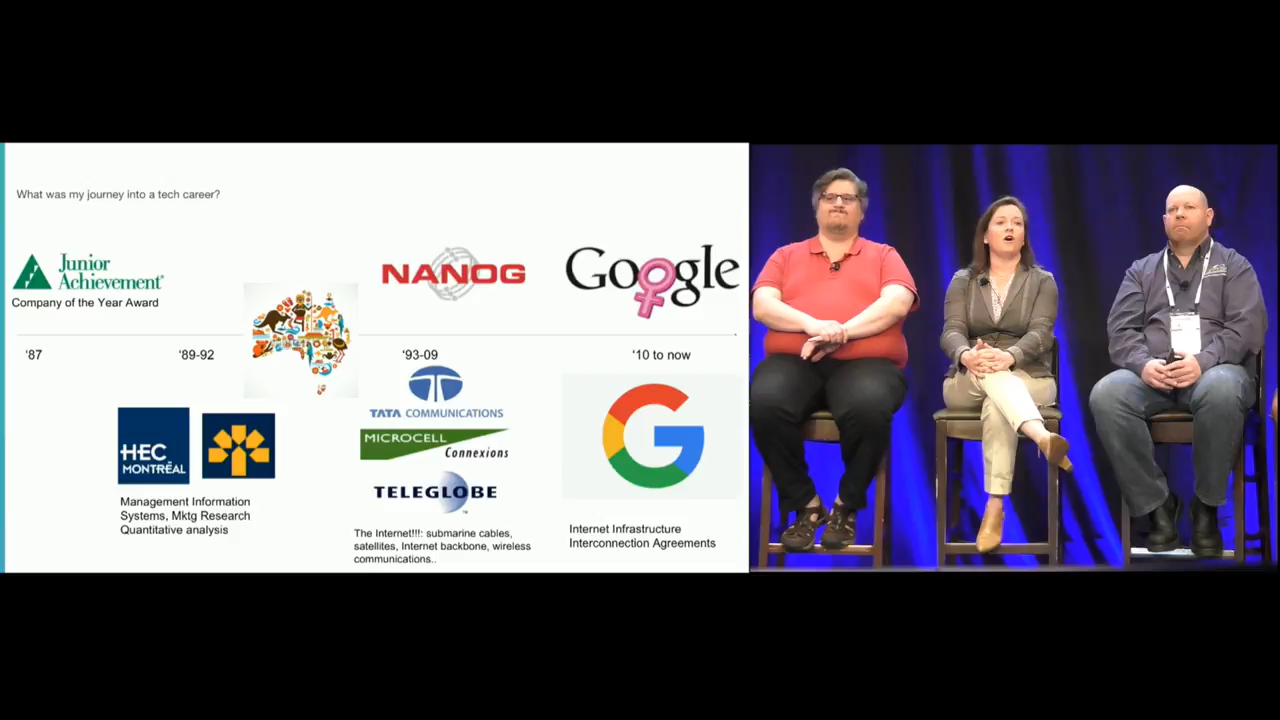 What was my journey into a tech career?
Junior
Achievement®
Company of the Year Award
NANOG
Google
'87
'89-92
'93-09
'10 to now
TATA COMMUNICATIONS
MICROCELL
Connexions
TELEGLOBE
™
HEC
MONTRÉAL
Management Information
Systems, Mktg Research
Quantitative analysis
The Internet!!!: submarine cables,
satellites, Internet backbone, wireless
communications..
G
Internet Infrastructure
Interconnection Agreements